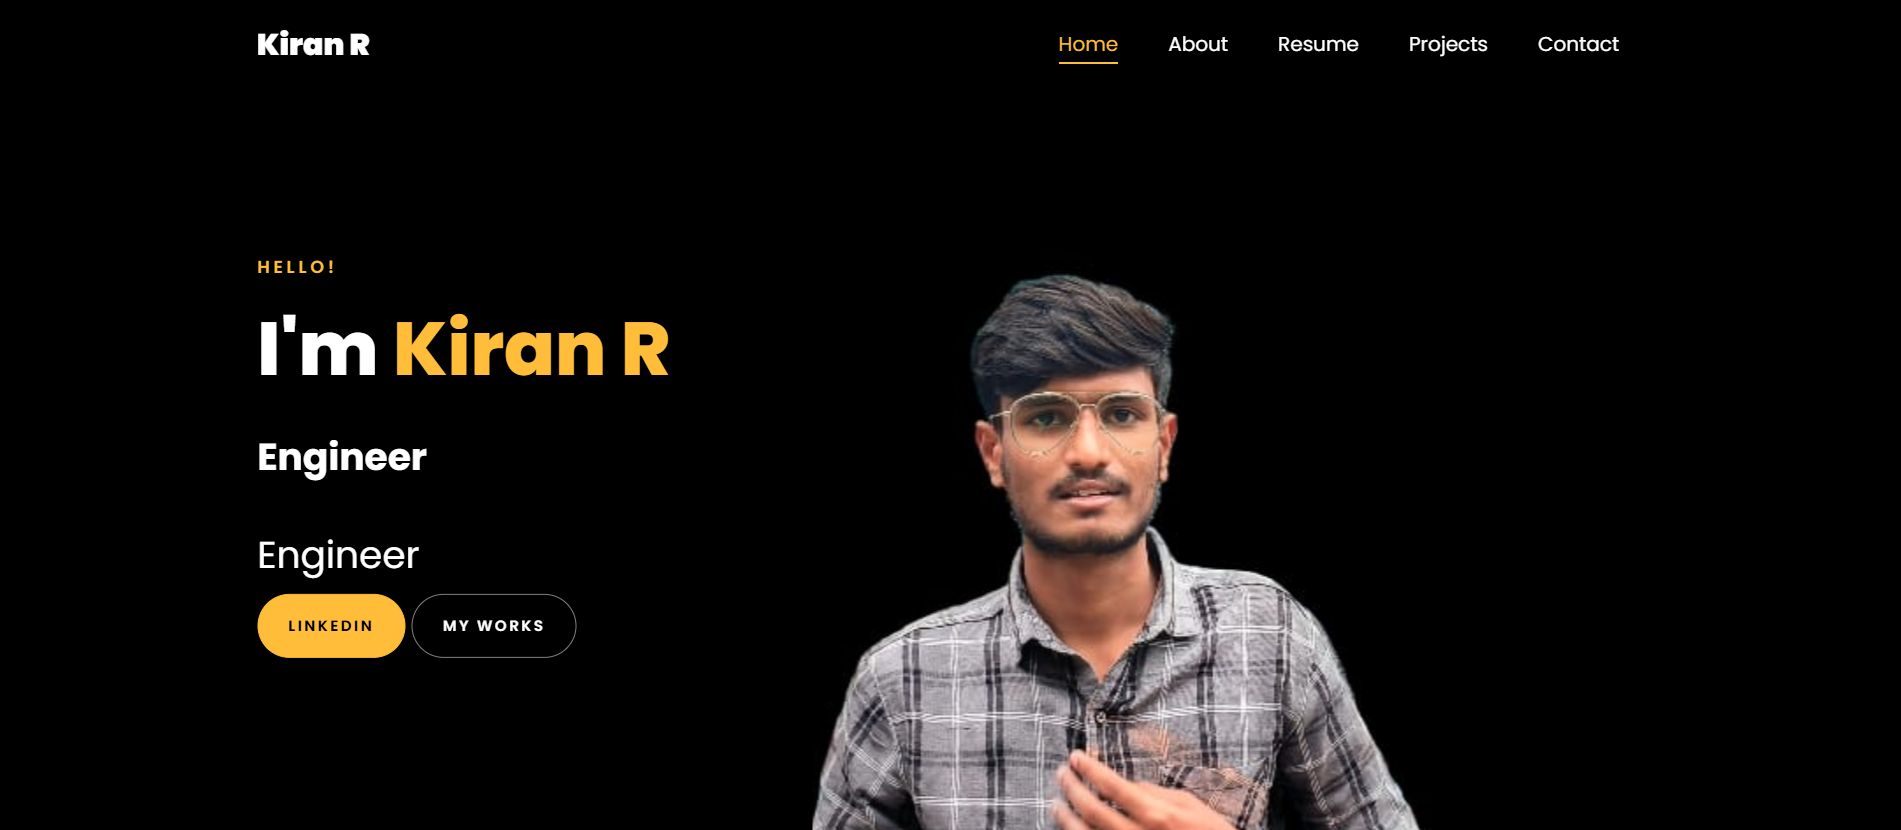 Kiran R
Home About Resume Projects Contact
HELLO!
I'm Kiran R
Engineer
Engineer
LINKEDIN MY WORKS